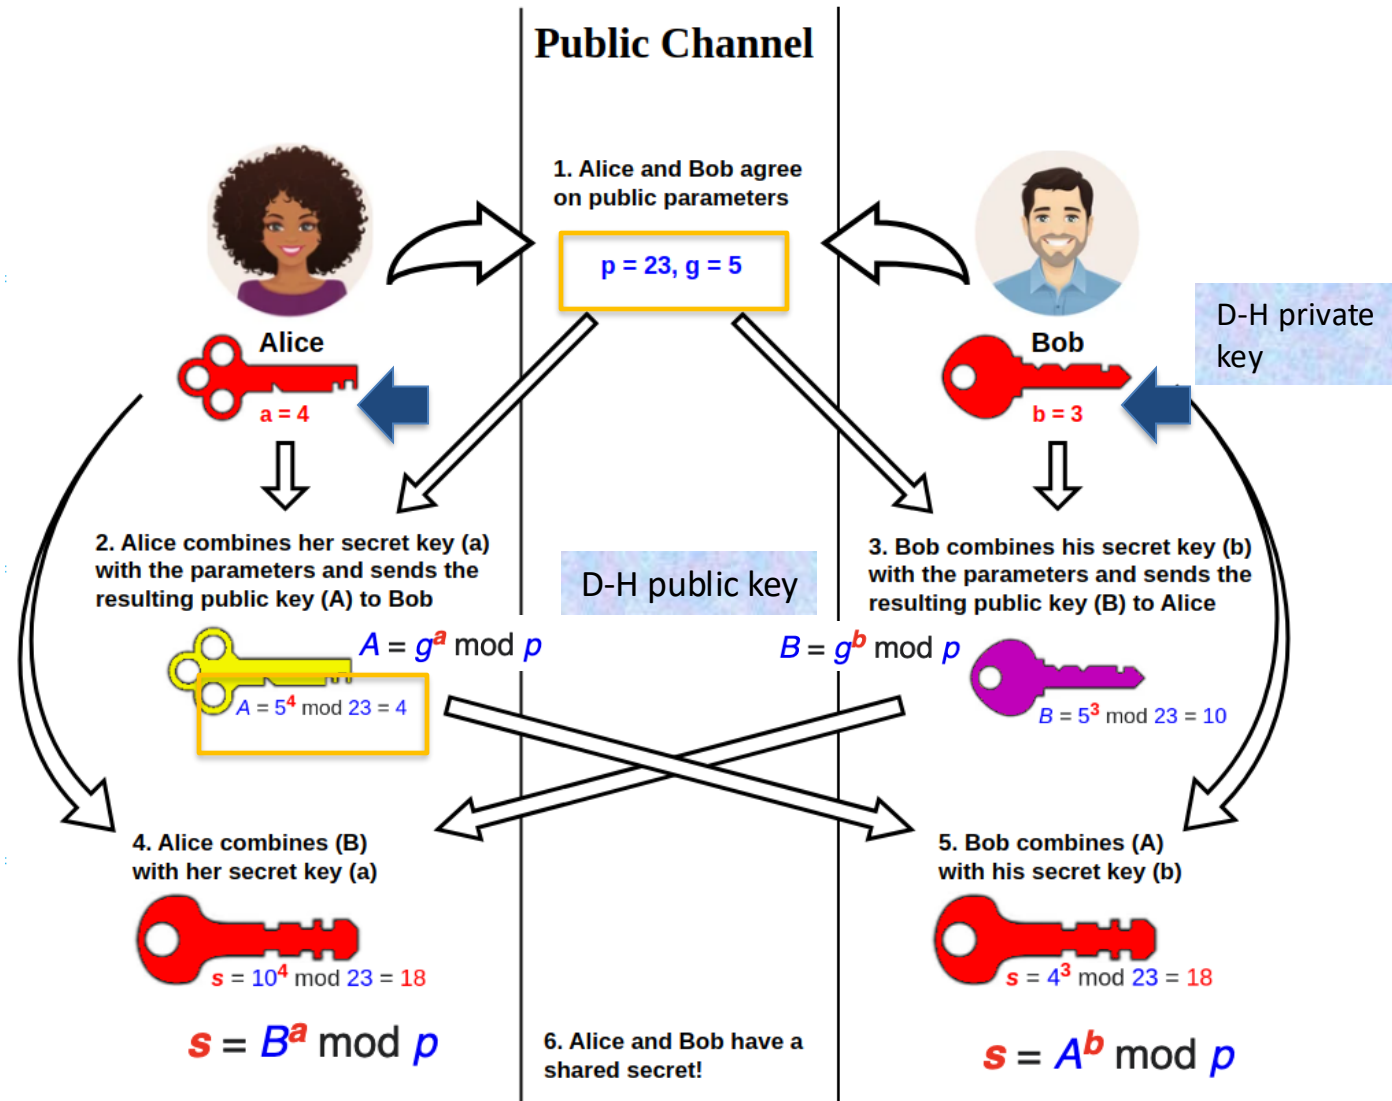 Public Channel
1. Alice and Bob agree
on public parameters
p = 23, g = 5
Alice
a = 4
Bob
b = 3
D-H private
key
2. Alice combines her secret key (a)
with the parameters and sends the
resulting public key (A) to Bob
D-H public key
3. Bob combines his secret key (b)
with the parameters and sends the
resulting public key (B) to Alice
A = gᵃ mod p
A = 5⁴ mod 23 = 4
B = gᵇ mod p
B = 5³ mod 23 = 10
4. Alice combines (B)
with her secret key (a)
s = 10⁴ mod 23 = 18
s = Bᵃ mod p
5. Bob combines (A)
with his secret key (b)
s = 4³ mod 23 = 18
s = Aᵇ mod p
6. Alice and Bob have a
shared secret!